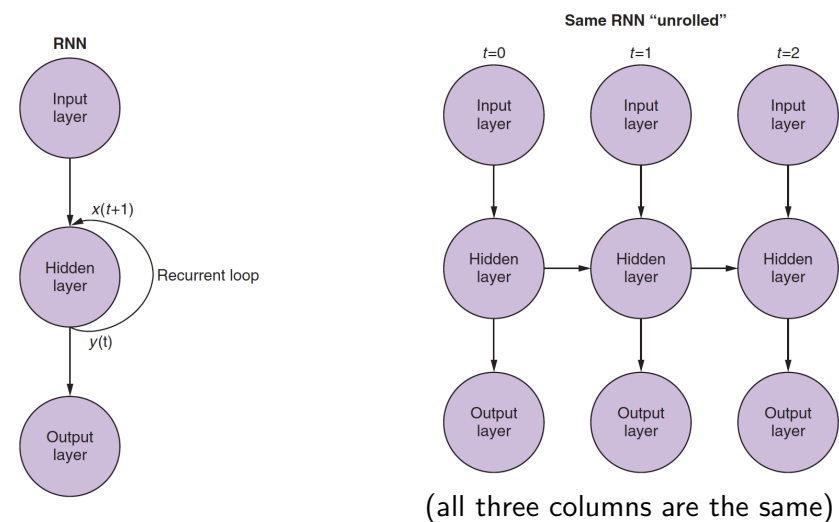 RNN
Input
layer
x(t+1)
Hidden
layer
Recurrent loop
y(t)
Output
layer
Same RNN “unrolled”
t=0 t=1 t=2
Input
layer
Input
layer
Input
layer
Hidden
layer
Hidden
layer
Hidden
layer
Output
layer
Output
layer
Output
layer
(all three columns are the same)